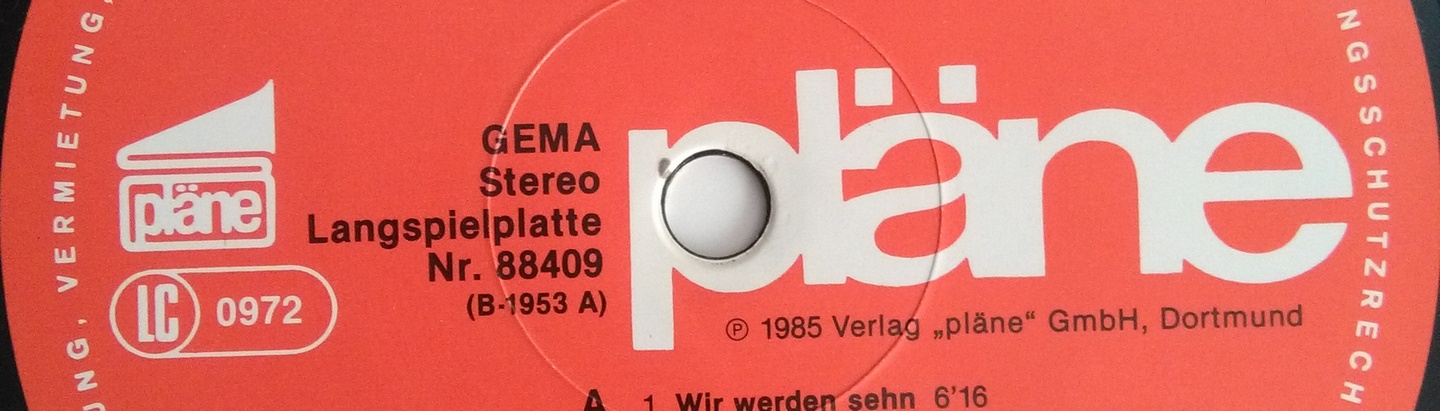 pläne
GEMA
Stereo
Langspielplatte
Nr. 88409
(B-1953 A)
pläne
LC 0972
℗ 1985 Verlag „pläne“ GmbH, Dortmund
A 1 Wir werden sehn 6'16
UNG, VERMIETUNG,
NGSSCHUTZRECH